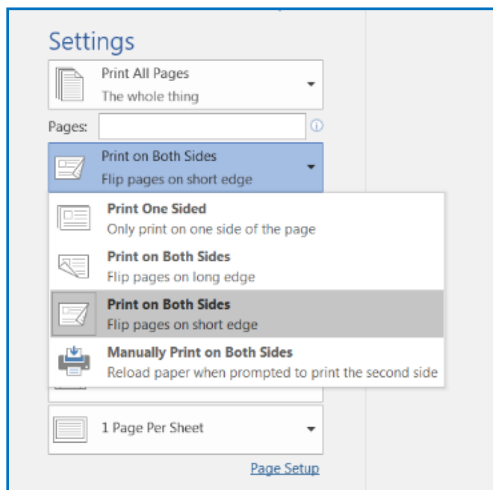 Settings
Print All Pages
The whole thing
Pages:
Print on Both Sides
Flip pages on short edge
Print One Sided
Only print on one side of the page
Print on Both Sides
Flip pages on long edge
Print on Both Sides
Flip pages on short edge
Manually Print on Both Sides
Reload paper when prompted to print the second side
1 Page Per Sheet
Page Setup